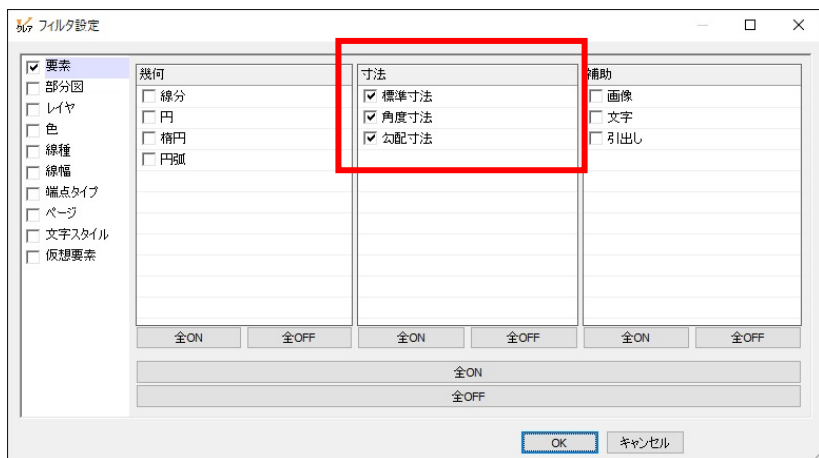 フィルタ設定
要素
部分図
レイヤ
色
線種
線幅
端点タイプ
ページ
文字スタイル
仮想要素
幾何
線分
円
楕円
円弧
全ON
全OFF
寸法
標準寸法
角度寸法
勾配寸法
全ON
全OFF
補助
画像
文字
引出し
全ON
全OFF
全ON
全OFF
OK
キャンセル